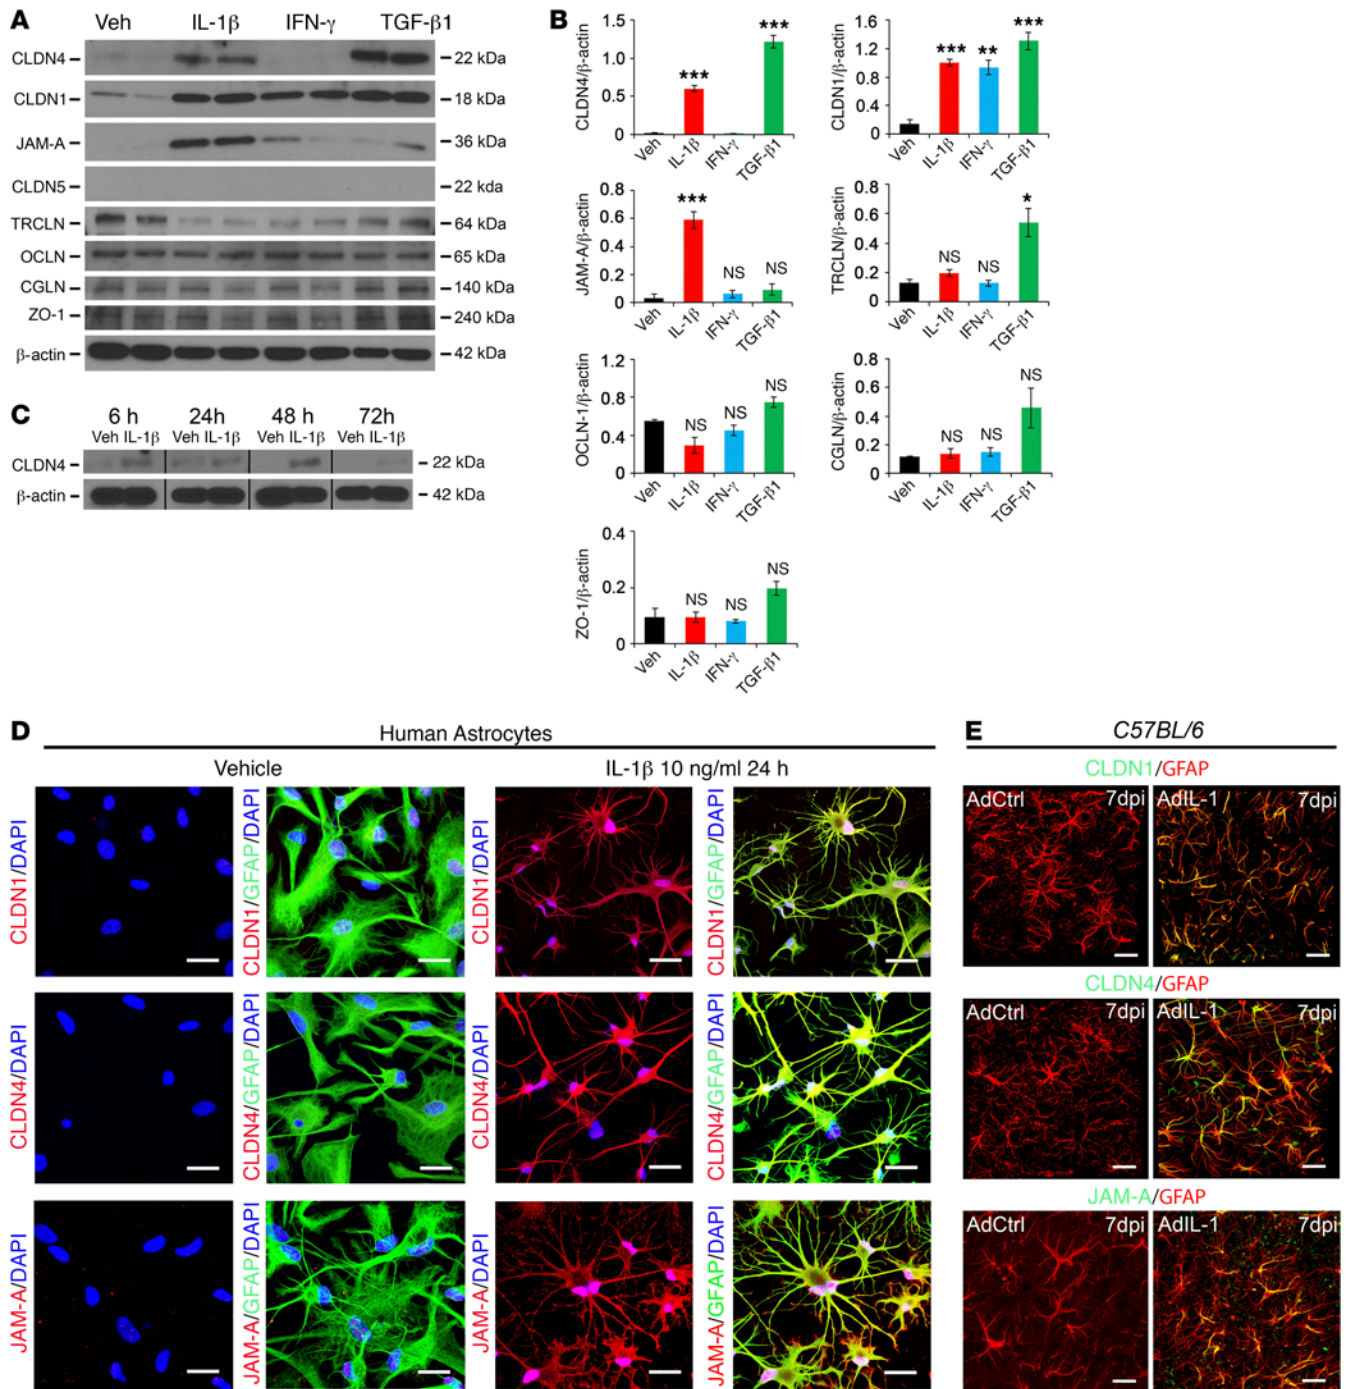 A
Veh IL-1β IFN-γ TGF-β1
CLDN4 22 kDa
CLDN1 18 kDa
JAM-A 36 kDa
CLDN5 22 kda
TRCLN 64 kDa
OCLN 65 kDa
CGLN 140 kDa
ZO-1 240 kDa
β-actin 42 kDa
B
CLDN4/β-actin
1.5
1.0
0.5
0
***
***
Veh IL-1β IFN-γ TGF-β1
CLDN1/β-actin
1.6
1.2
0.8
0.4
0
*** ** ***
Veh IL-1β IFN-γ TGF-β1
JAM-A/β-actin
0.8
0.6
0.4
0.2
0
*** NS NS
Veh IL-1β IFN-γ TGF-β1
TRCLN/β-actin
0.8
0.6
0.4
0.2
0
NS NS *
Veh IL-1β IFN-γ TGF-β1
OCLN-1/β-actin
1.2
0.8
0.4
0
NS NS NS
Veh IL-1β IFN-γ TGF-β1
CGLN/β-actin
0.8
0.6
0.4
0.2
0
NS NS NS
Veh IL-1β IFN-γ TGF-β1
ZO-1/β-actin
0.4
0.2
0
NS NS NS
Veh IL-1β IFN-γ TGF-β1
C
6 h 24h 48 h 72h
Veh IL-1β Veh IL-1β Veh IL-1β Veh IL-1β
CLDN4 22 kDa
β-actin 42 kDa
D
Human Astrocytes
Vehicle IL-1β 10 ng/ml 24 h
CLDN1/DAPI
CLDN1/GFAP/DAPI
CLDN1/DAPI
CLDN1/GFAP/DAPI
CLDN4/DAPI
CLDN4/GFAP/DAPI
CLDN4/DAPI
CLDN4/GFAP/DAPI
JAM-A/DAPI
JAM-A/GFAP/DAPI
JAM-A/DAPI
JAM-A/GFAP/DAPI
E
C57BL/6
CLDN1/GFAP
AdCtrl 7dpi AdIL-1 7dpi
CLDN4/GFAP
AdCtrl 7dpi AdIL-1 7dpi
JAM-A/GFAP
AdCtrl 7dpi AdIL-1 7dpi